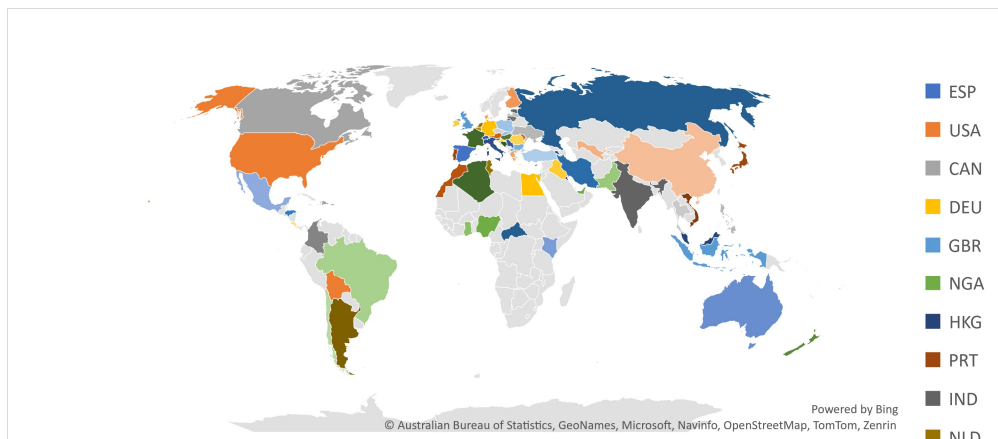 ESP
USA
CAN
DEU
GBR
NGA
HKG
PRT
IND
NLD
Powered by Bing
© Australian Bureau of Statistics, GeoNames, Microsoft, Navinfo, OpenStreetMap, TomTom, Zenrin